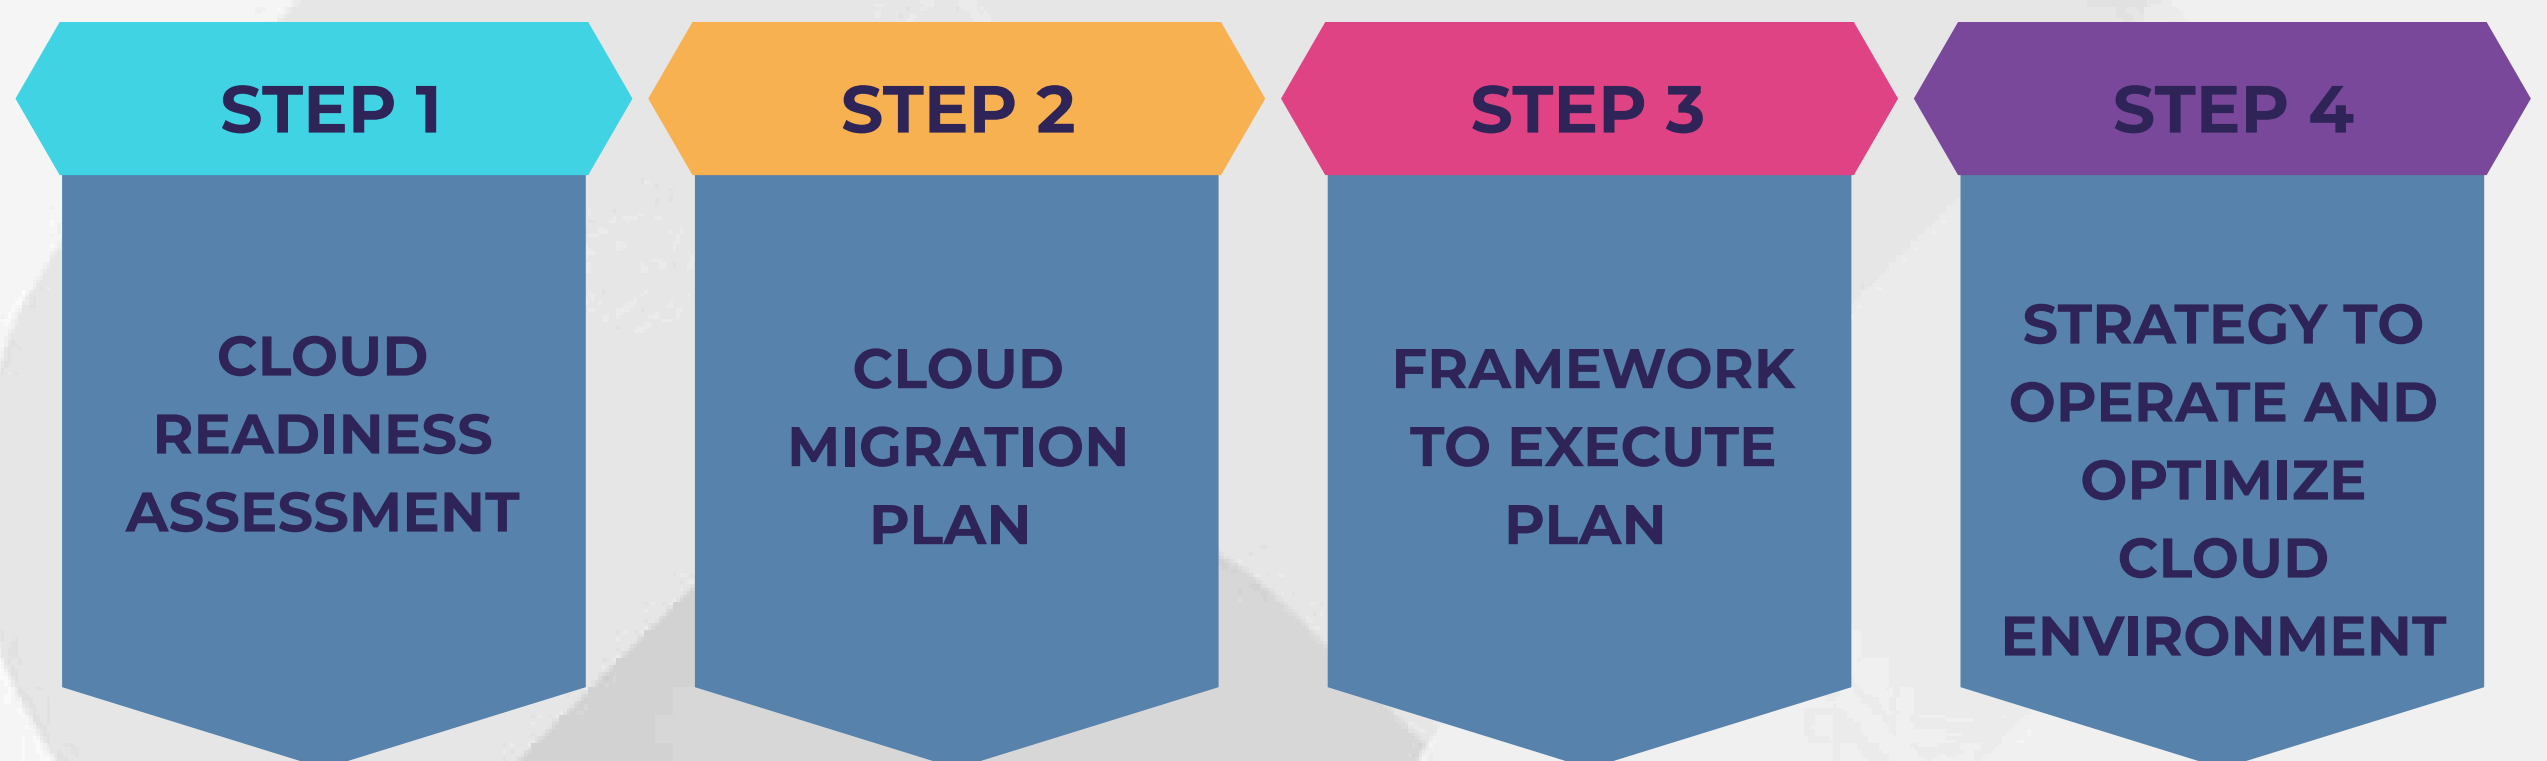 STEP 1
CLOUD
READINESS
ASSESSMENT
STEP 2
CLOUD
MIGRATION
PLAN
STEP 3
FRAMEWORK
TO EXECUTE
PLAN
STEP 4
STRATEGY TO
OPERATE AND
OPTIMIZE
CLOUD
ENVIRONMENT